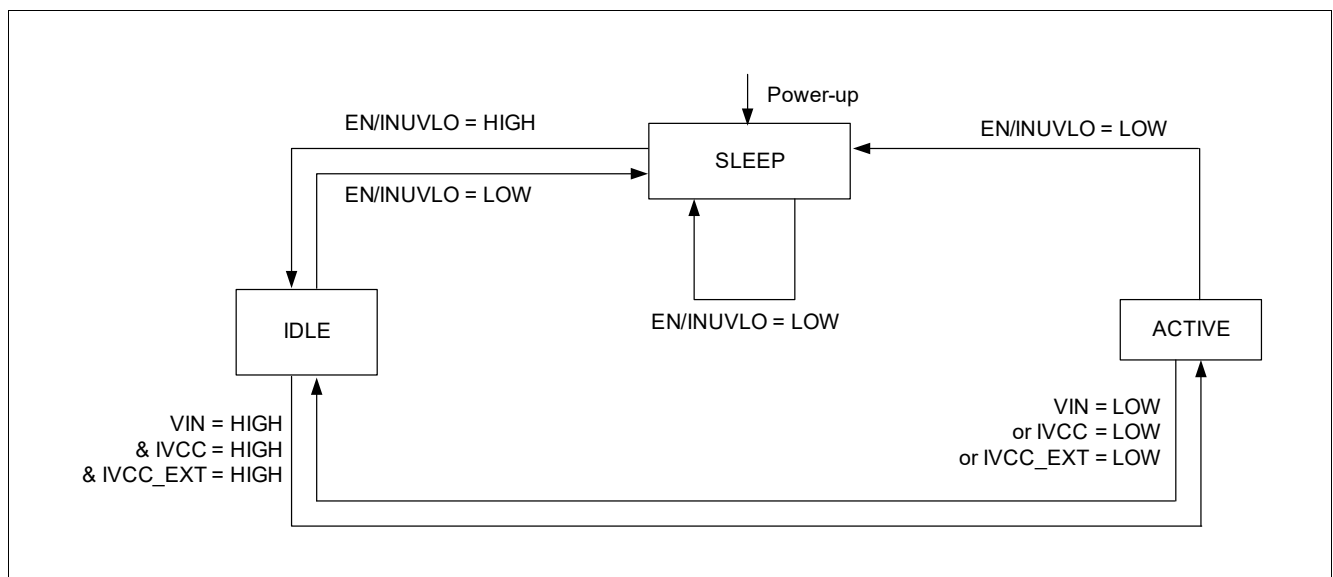 Power-up
EN/INUVLO = HIGH
EN/INUVLO = LOW
SLEEP
EN/INUVLO = LOW
EN/INUVLO = LOW
IDLE
ACTIVE
VIN = HIGH
& IVCC = HIGH
& IVCC_EXT = HIGH
VIN = LOW
or IVCC = LOW
or IVCC_EXT = LOW